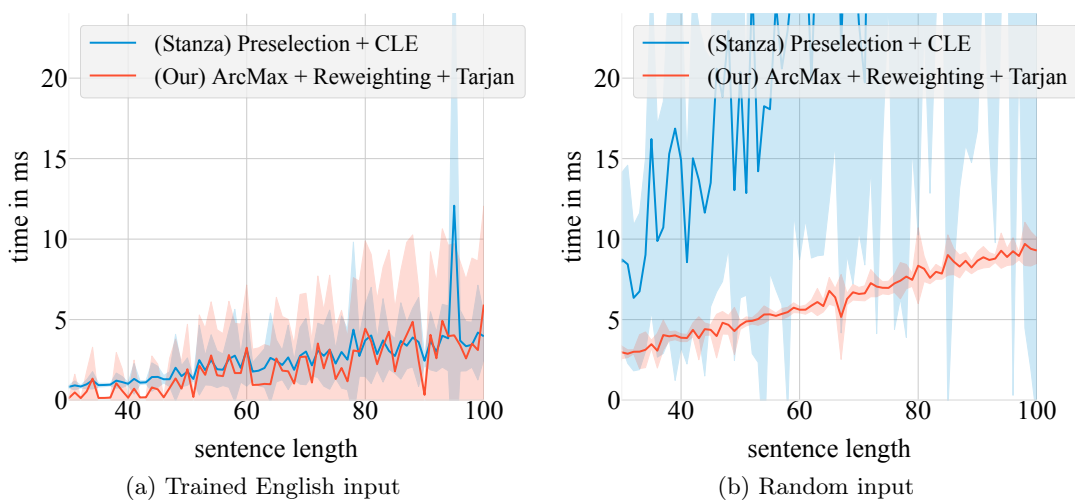 (Stanza) Preselection + CLE
(Our) ArcMax + Reweighting + Tarjan
20
15
10
5
0
time in ms
40
60
80
100
sentence length
(a) Trained English input
(Stanza) Preselection + CLE
(Our) ArcMax + Reweighting + Tarjan
20
15
10
5
0
time in ms
40
60
80
100
sentence length
(b) Random input